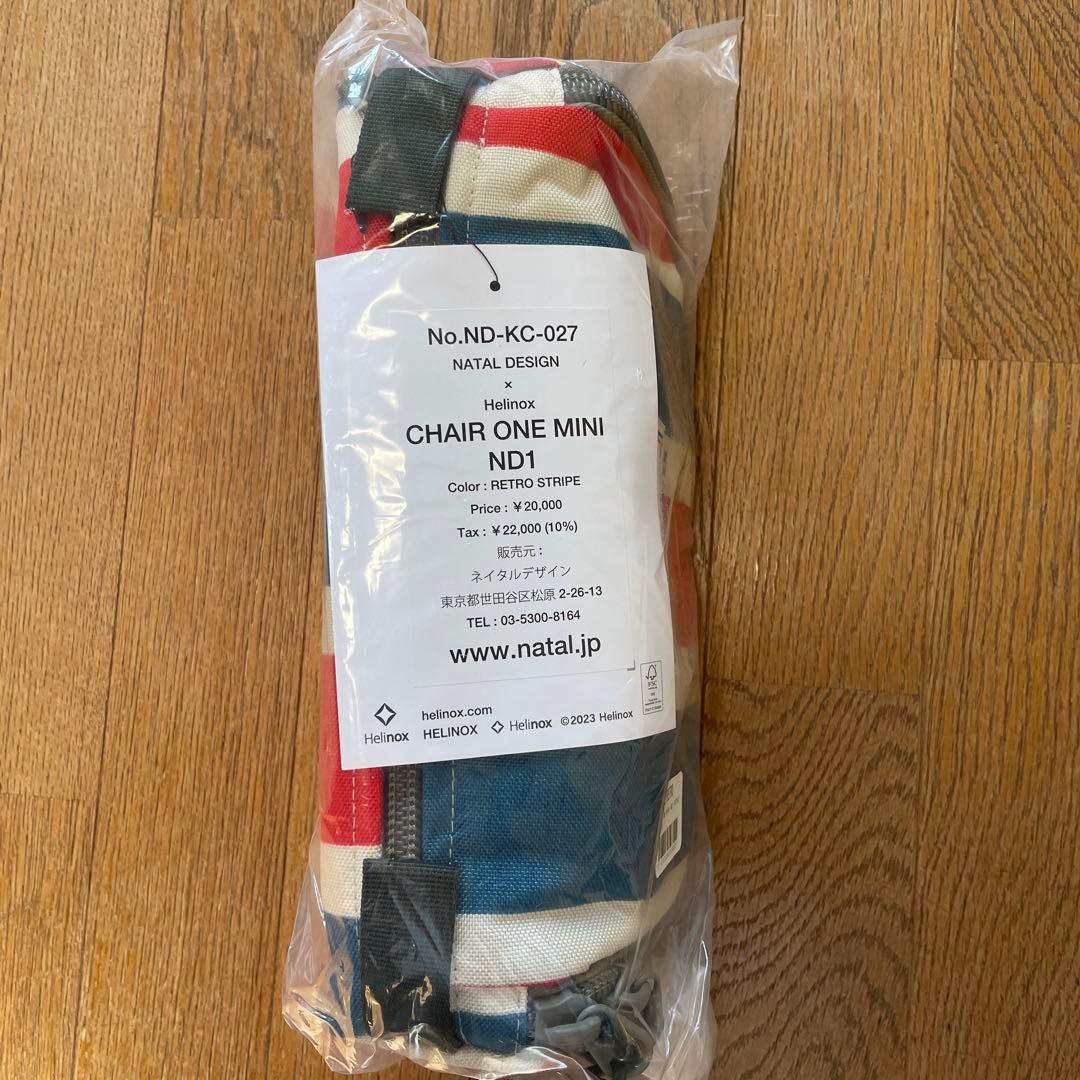 No.ND-KC-027
NATAL DESIGN
×
Helinox
CHAIR ONE MINI
ND1
Color : RETRO STRIPE
Price : ¥20,000
Tax : ¥22,000 (10%)
販売元 :
ネイタルデザイン
東京都世田谷区松原 2-26-13
TEL : 03-5300-8164
www.natal.jp
Helinox
helinox.com
HELINOX
Helinox ©2023 Helinox
FSC